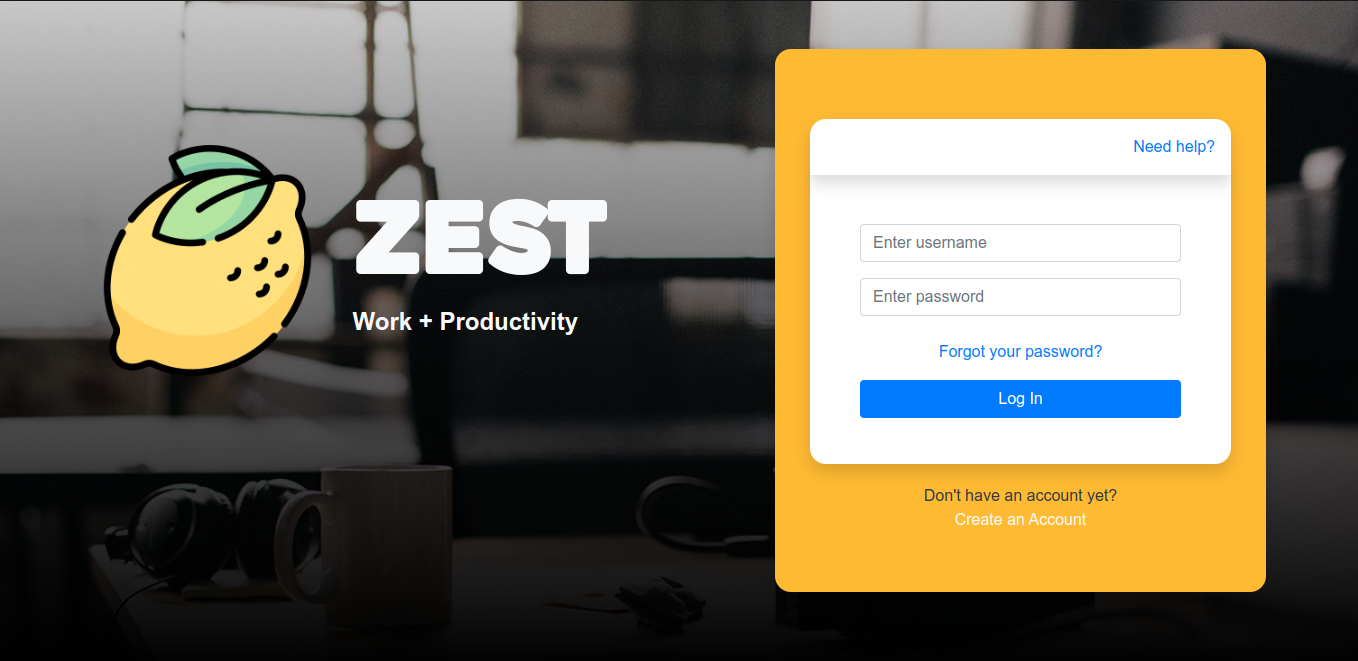 ZEST
Work + Productivity
Need help?
Enter username
Enter password
Forgot your password?
Log In
Don't have an account yet?
Create an Account